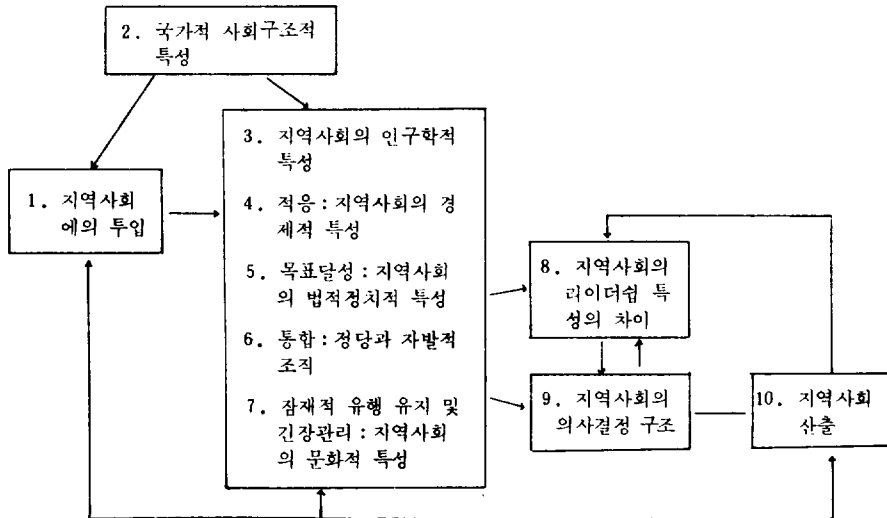 2. 국가적 사회구조적
특성
3. 지역사회의 인구학적
특성
1. 지역사회
에의 투입
4. 적응 : 지역사회의 경
제적 특성
5. 목표달성 : 지역사회
의 법적정치적 특성
6. 통합 : 정당과 자발적
조직
7. 잠재적 유형 유지 및
긴장관리 : 지역사회
의 문화적 특성
8. 지역사회의
리이더쉽 특
성의 차이
9. 지역사회의
의사결정 구조
10. 지역사회
산출